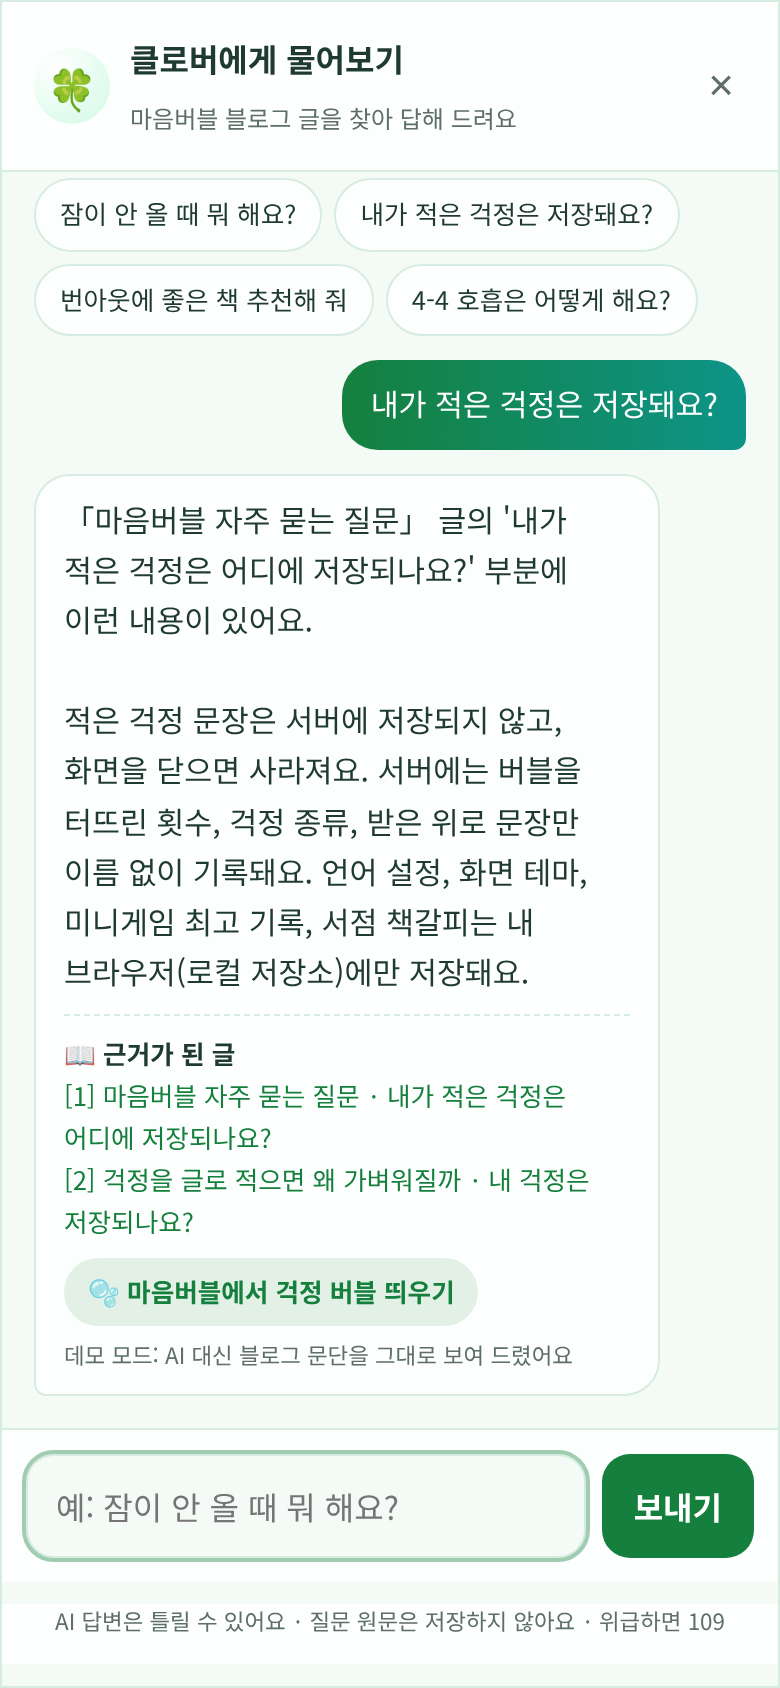 클로버에게 물어보기
마음버블 블로그 글을 찾아 답해 드려요
×
잠이 안 올 때 뭐 해요?
내가 적은 걱정은 저장돼요?
번아웃에 좋은 책 추천해 줘
4-4 호흡은 어떻게 해요?
내가 적은 걱정은 저장돼요?
「마음버블 자주 묻는 질문」 글의 '내가
적은 걱정은 어디에 저장되나요?' 부분에
이런 내용이 있어요.
적은 걱정 문장은 서버에 저장되지 않고,
화면을 닫으면 사라져요. 서버에는 버블을
터뜨린 횟수, 걱정 종류, 받은 위로 문장만
이름 없이 기록돼요. 언어 설정, 화면 테마,
미니게임 최고 기록, 서점 책갈피는 내
브라우저(로컬 저장소)에만 저장돼요.
📖 근거가 된 글
[1] 마음버블 자주 묻는 질문 · 내가 적은 걱정은
어디에 저장되나요?
[2] 걱정을 글로 적으면 왜 가벼워질까 · 내 걱정은
저장되나요?
🫧 마음버블에서 걱정 버블 띄우기
데모 모드: AI 대신 블로그 문단을 그대로 보여 드렸어요
예: 잠이 안 올 때 뭐 해요?
보내기
AI 답변은 틀릴 수 있어요 · 질문 원문은 저장하지 않아요 · 위급하면 109